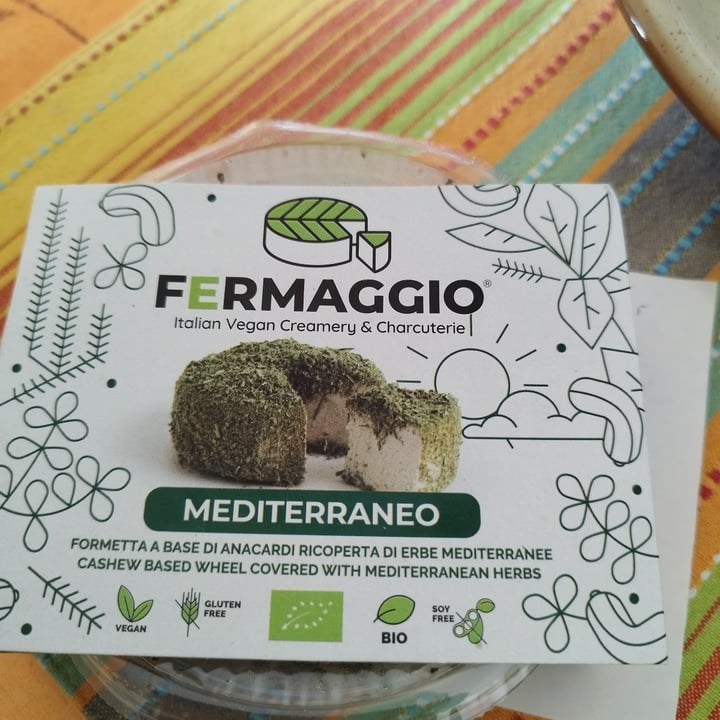 FERMAGGIO®
Italian Vegan Creamery & Charcuterie
MEDITERRANEO
FORMETTA A BASE DI ANACARDI RICOPERTA DI ERBE MEDITERRANEE
CASHEW BASED WHEEL COVERED WITH MEDITERRANEAN HERBS
VEGAN
GLUTEN
FREE
BIO
SOY
FREE